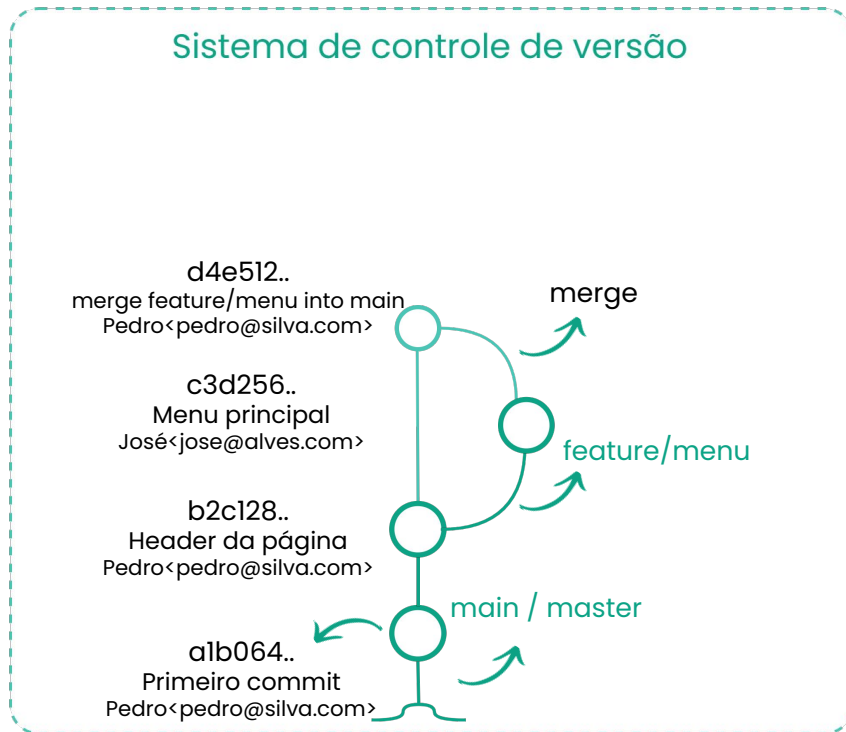 Sistema de controle de versão
d4e512..
merge feature/menu into main
Pedro<pedro@silva.com>
merge
c3d256..
Menu principal
José<jose@alves.com>
feature/menu
b2c128..
Header da página
Pedro<pedro@silva.com>
main / master
a1b064..
Primeiro commit
Pedro<pedro@silva.com>